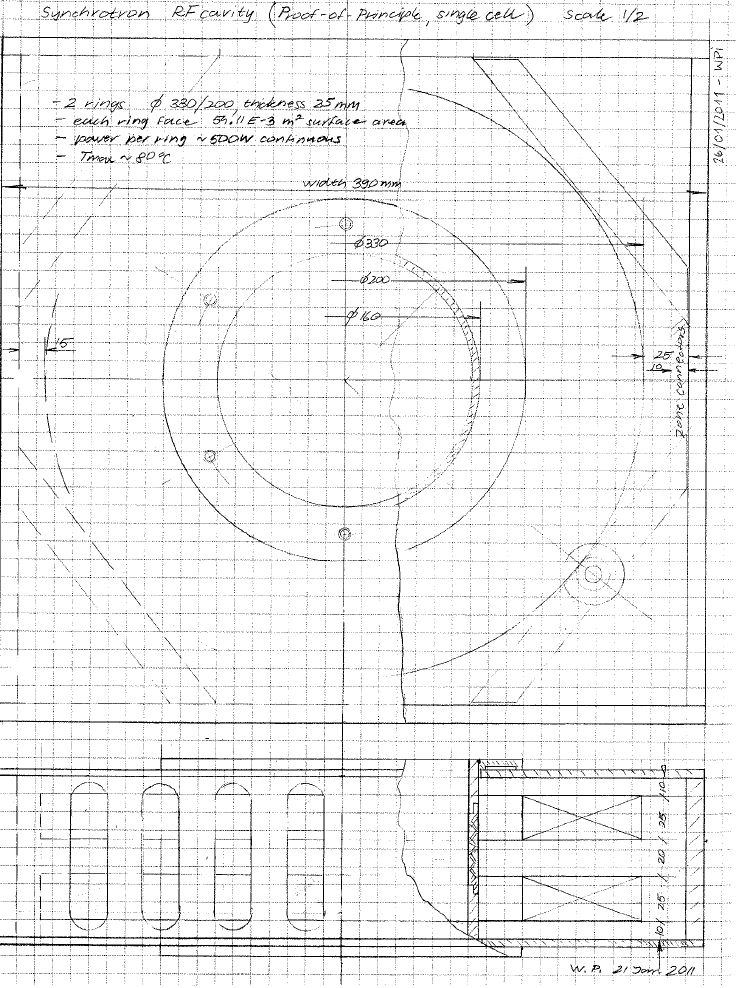 Synchrotron RF cavity (Proof-of-Principle, single cell) scale 1/2
26/01/2011 - WPi
- 2 rings φ 330/200, thickness 25mm
- each ring face 54.11E-3 m² surface area
- power per ring ~500W continuous
- Tmax ~ 80°C
width 390mm
φ330
φ200
φ160
15
25
10
zone connectors
10/ 25 / 20 / 25 /10
W.P. 21 Jan. 2011